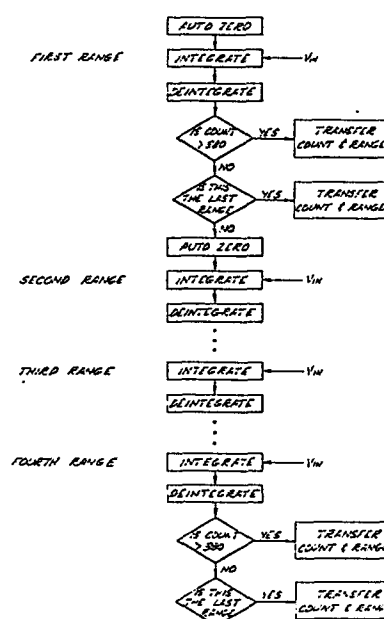 AUTO ZERO
FIRST RANGE
INTEGRATE
VIN
DEINTEGRATE
IS COUNT
> 380
YES
TRANSFER
COUNT & RANGE
NO
IS THIS
THE LAST
RANGE
YES
TRANSFER
COUNT & RANGE
NO
AUTO ZERO
SECOND RANGE
INTEGRATE
VIN
DEINTEGRATE
THIRD RANGE
INTEGRATE
VIN
DEINTEGRATE
FOURTH RANGE
INTEGRATE
VIN
DEINTEGRATE
IS COUNT
> 380
YES
TRANSFER
COUNT & RANGE
NO
IS THIS
THE LAST
RANGE
YES
TRANSFER
COUNT & RANGE